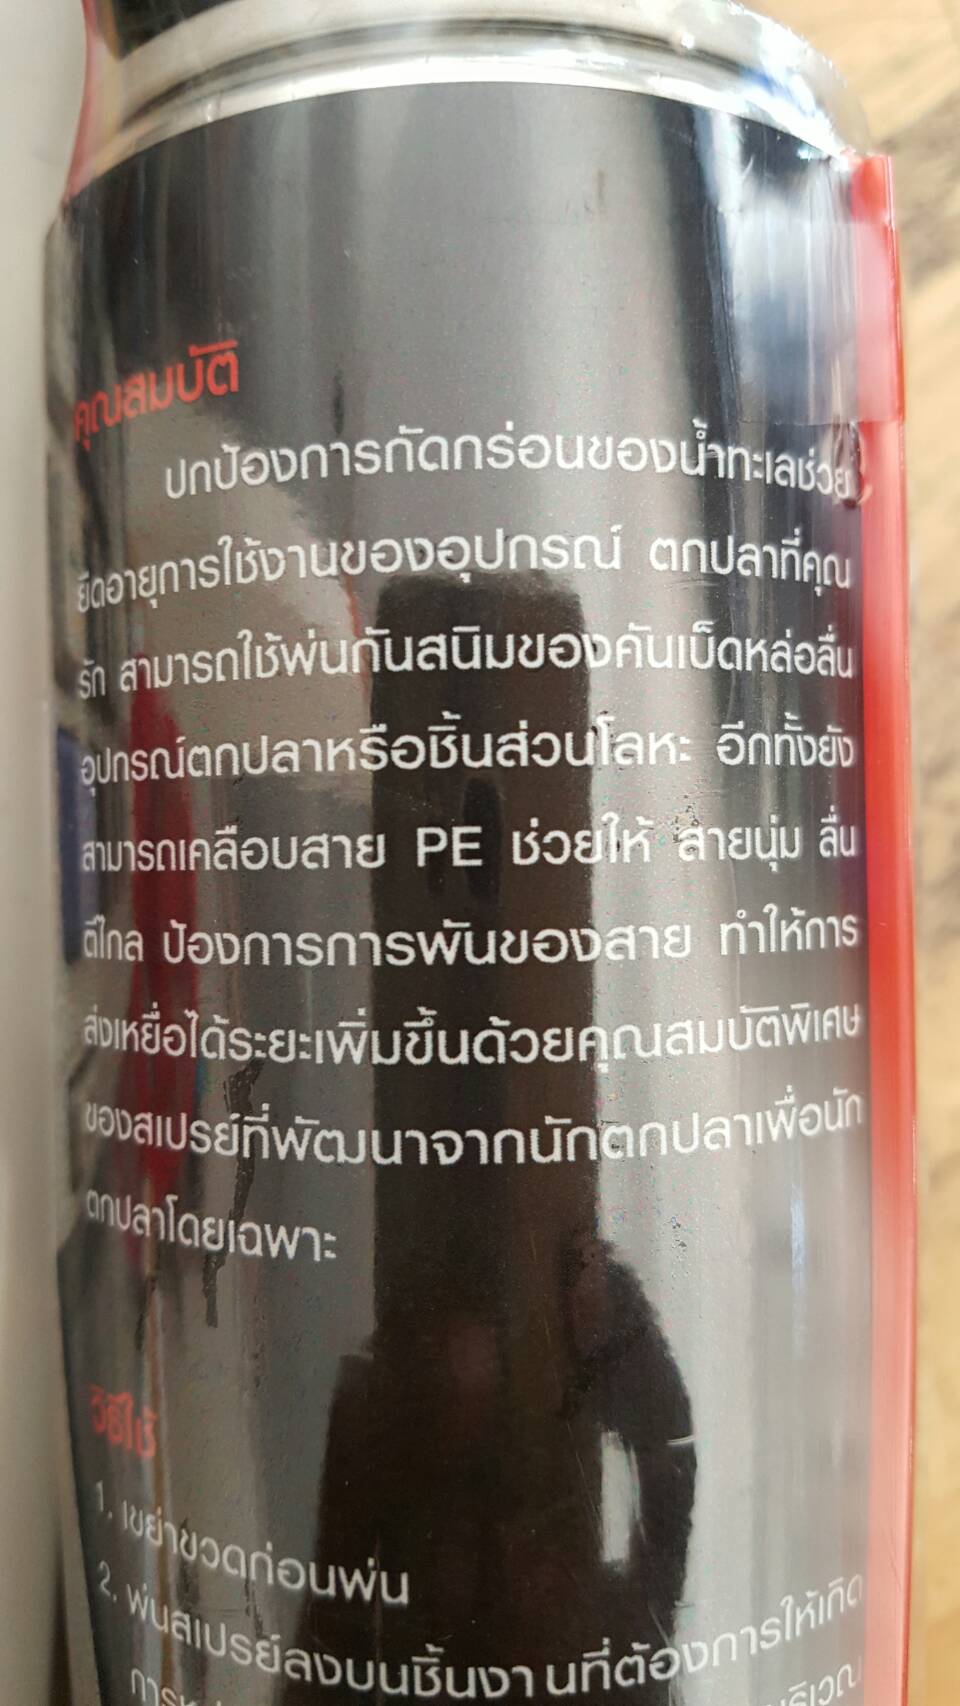 คุณสมบัติ
ปกป้องการกัดกร่อนของน้ำทะเลช่วย
ยืดอายุการใช้งานของอุปกรณ์ ตกปลาที่คุณ
รัก สามารถใช้พ่นกันสนิมของคันเบ็ดหล่อลื่น
อุปกรณ์ตกปลาหรือชิ้นส่วนโลหะ อีกทั้งยัง
สามารถเคลือบสาย PE ช่วยให้ สายนุ่ม ลื่น
ตีไกล ป้องการการพันของสาย ทำให้การ
ส่งเหยื่อได้ระยะเพิ่มขึ้นด้วยคุณสมบัติพิเศษ
ของสเปรย์ที่พัฒนาจากนักตกปลาเพื่อนัก
ตกปลาโดยเฉพาะ
วิธีใช้
1. เขย่าขวดก่อนพ่น
2. พ่นสเปรย์ลงบนชิ้นงานที่ต้องการให้เกิด